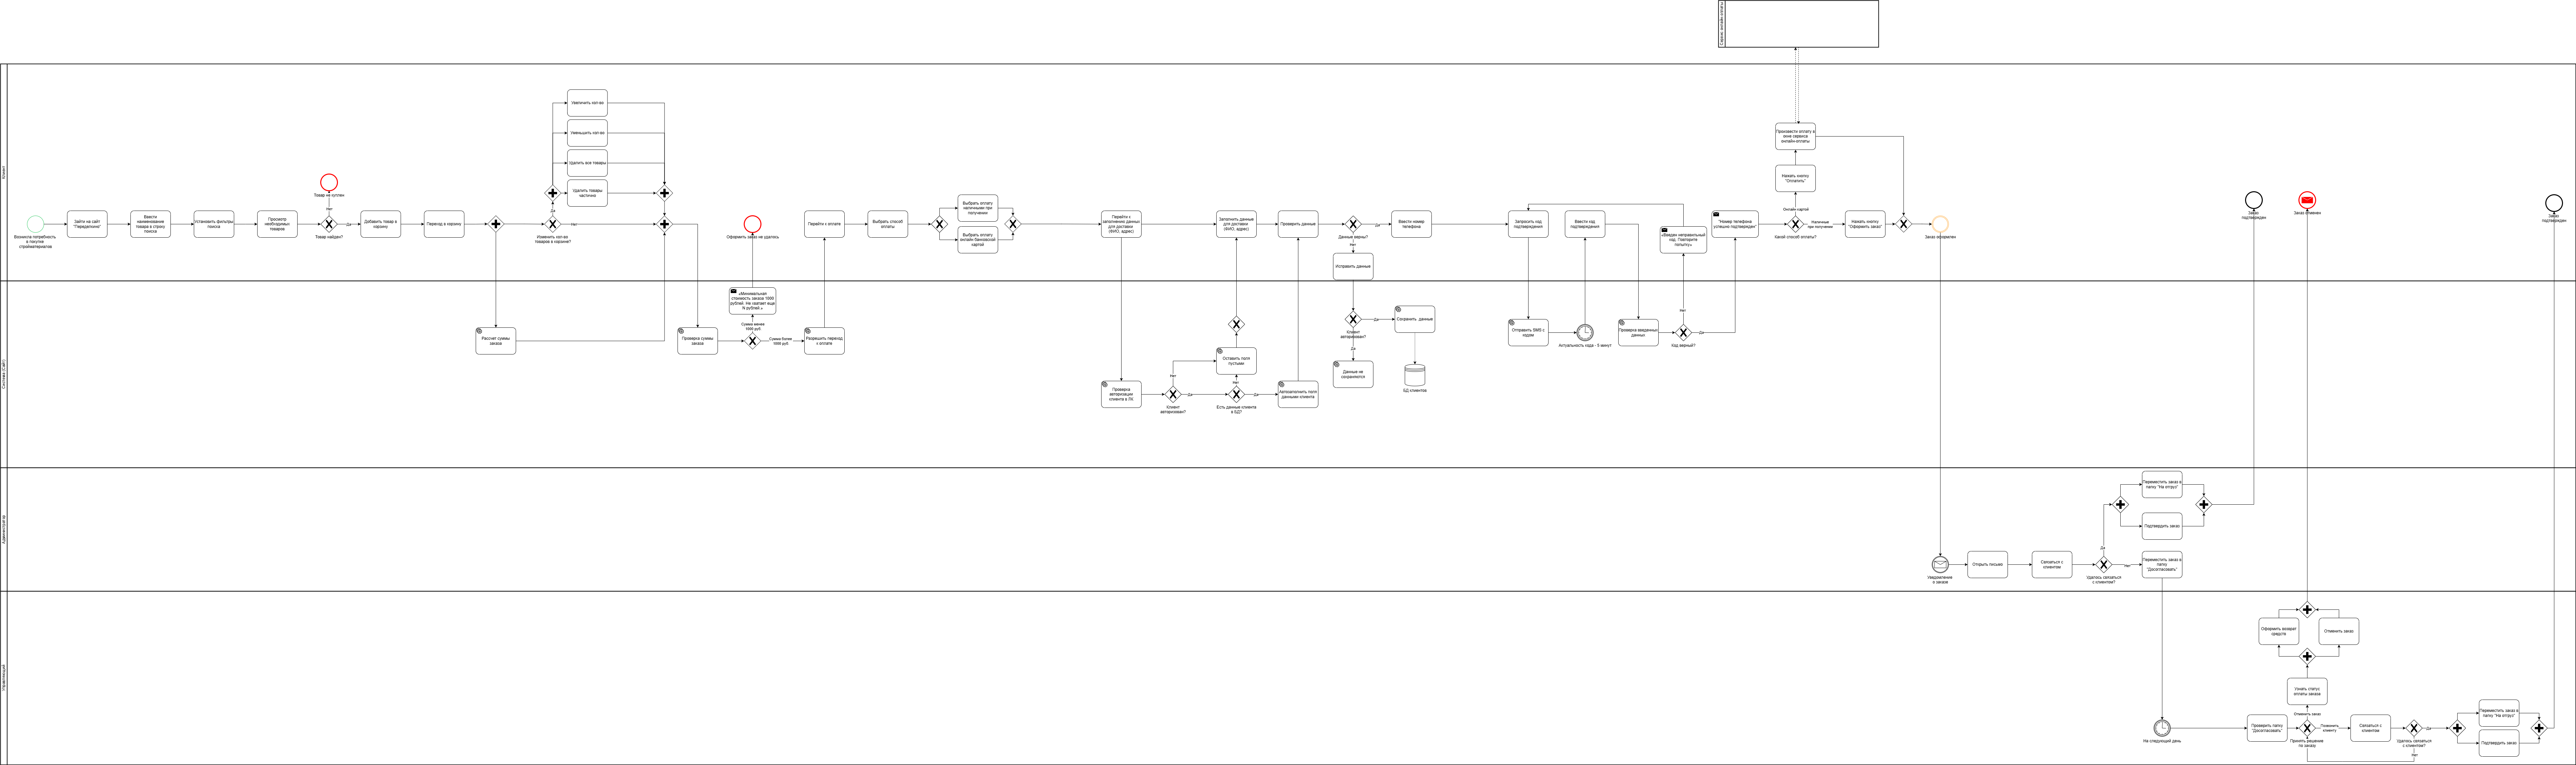 Сервис онлайн-оплаты
Клиент
Возникла потребность
в покупке
стройматериалов
Зайти на сайт
"Переделкино"
Ввести
наименование
товара в строку
поиска
Установить фильтры
поиска
Просмотр
необходимых
товаров
Товар не куплен
Нет
Товар найден?
Да
Добавить товар в
корзину
Переход в корзину
Увеличить кол-во
Уменьшить кол-во
Удалить все товары
Удалить товары
частично
Да
Нет
Изменить кол-во
товаров в корзине?
Оформить заказ не удалось
Перейти к оплате
Выбрать способ
оплаты
Выбрать оплату
наличными при
получении
Выбрать оплату
онлайн банковской
картой
Перейти к
заполнению данных
для доставки
(ФИО, адрес)
Заполнить данные
для доставки
(ФИО, адрес)
Проверить данные
Данные верны?
Да
Нет
Исправить данные
Ввести номер
телефона
Запросить код
подтверждения
Ввести код
подтверждения
«Введен неправильный
код. Повторите
попытку»
"Номер телефона
успешно подтвержден"
Произвести оплату в
окне сервиса
онлайн-оплаты
Нажать кнопку
"Оплатить"
Онлайн картой
Какой способ оплаты?
Наличные
при получении
Нажать кнопку
"Оформить заказ"
Заказ оформлен
Заказ
подтвержден
Заказ отменен
Заказ
подтвержден
Система (Сайт)
Рассчет суммы
заказа
Проверка суммы
заказа
«Минимальная
стоимость заказа 1000
рублей. Не хватает еще
N рублей.»
Сумма менее
1000 руб.
Сумма более
1000 руб.
Разрешить переход
к оплате
Проверка
авторизации
клиента в ЛК
Клиент
авторизован?
Нет
Да
Оставить поля
пустыми
Нет
Есть данные клиента
в БД?
Да
Автозаполнить поля
данными клиента
Клиент
авторизован?
Да
Да
Сохранить данные
Данные не
сохраняются
БД клиентов
Отправить SMS с
кодом
Актуальность кода - 5 минут
Проверка введенных
данных
Код верный?
Нет
Да
Администратор
Уведомление
о заказе
Открыть письмо
Связаться с
клиентом
Удалось связаться
с клиентом?
Да
Нет
Переместить заказ в
папку "На отгруз"
Подтвердить заказ
Переместить заказ в
папку
"Досогласовать"
Управляющий
На следующий день
Проверить папку
"Досогласовать"
Принять решение
по заказу
Отменить заказ
Позвонить
клиенту
Узнать статус
оплаты заказа
Оформить возврат
средств
Отменить заказ
Связаться с
клиентом
Удалось связаться
с клиентом?
Да
Нет
Переместить заказ в
папку "На отгруз"
Подтвердить заказ